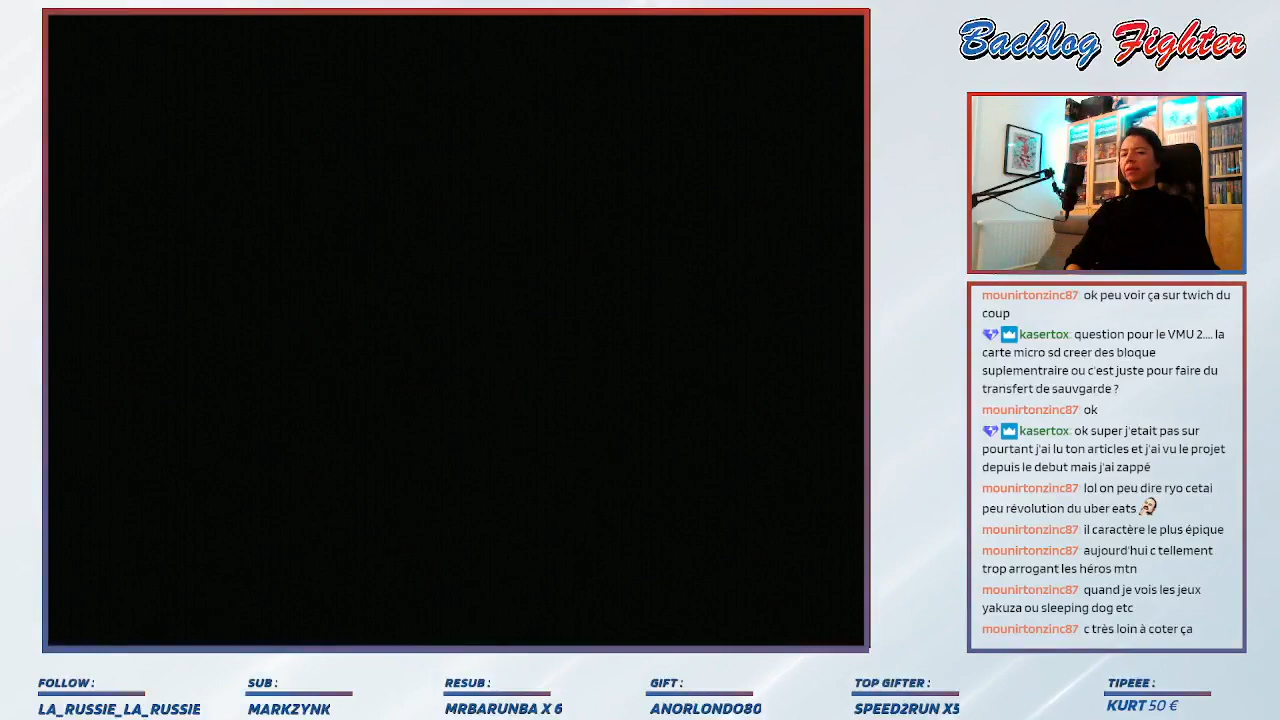 Backlog Fighter
mounirtonzinc87 ok peu voir ça sur twich du
coup
kasertox: question pour le VMU 2.... la
carte micro sd creer des bloque
suplementraire ou c'est juste pour faire du
transfert de sauvgarde ?
mounirtonzinc87 ok
kasertox: ok super j'etait pas sur
pourtant j'ai lu ton articles et j'ai vu le projet
depuis le debut mais j'ai zappé
mounirtonzinc87 lol on peu dire ryo cetai
peu révolution du uber eats
mounirtonzinc87 il caractère le plus épique
mounirtonzinc87 aujourd'hui c tellement
trop arrogant les héros mtn
mounirtonzinc87 quand je vois les jeux
yakuza ou sleeping dog etc
mounirtonzinc87 c très loin à coter ça
FOLLOW :
LA_RUSSIE_LA_RUSSIE
SUB :
MARKZYNK
RESUB :
MRBARUNBA X 6
GIFT :
ANORLONDO80
TOP GIFTER :
SPEED2RUN X5
TIPEEE :
KURT 50 €